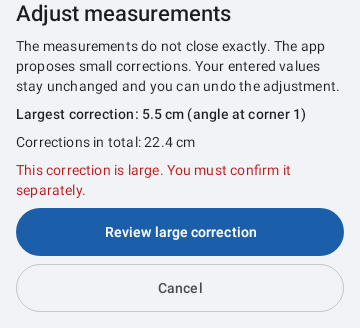 Adjust measurements
The measurements do not close exactly. The app
proposes small corrections. Your entered values
stay unchanged and you can undo the adjustment.
Largest correction: 5.5 cm (angle at corner 1)
Corrections in total: 22.4 cm
This correction is large. You must confirm it
separately.
Review large correction
Cancel